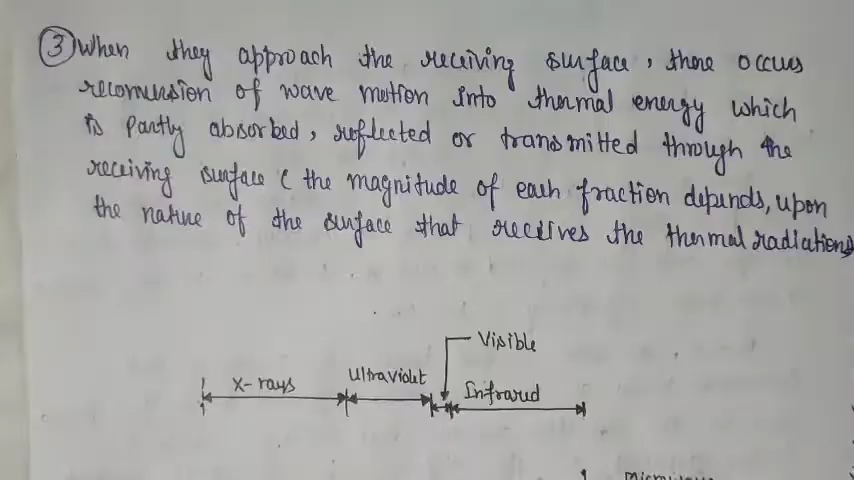 ③ When they approach the receiving surface, there occurs
reconversion of wave motion into thermal energy which
is partly absorbed, reflected or transmitted through the
receiving surface ( the magnitude of each fraction depends, upon
the nature of the surface that receives the thermal radiation)
Visible
X-rays Ultraviolet Infrared